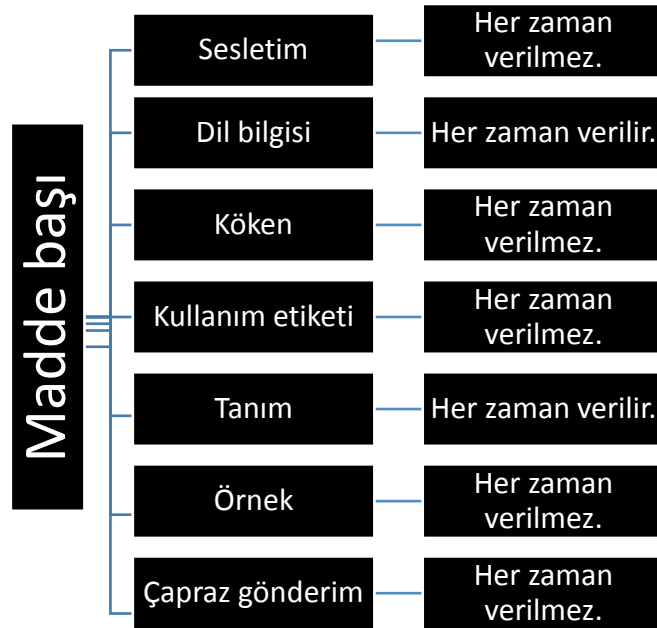 Madde başı
Sesletim
Her zaman
verilmez.
Dil bilgisi
Her zaman verilir.
Köken
Her zaman
verilmez.
Kullanım etiketi
Her zaman
verilmez.
Tanım
Her zaman verilir.
Örnek
Her zaman
verilmez.
Çapraz gönderim
Her zaman
verilmez.